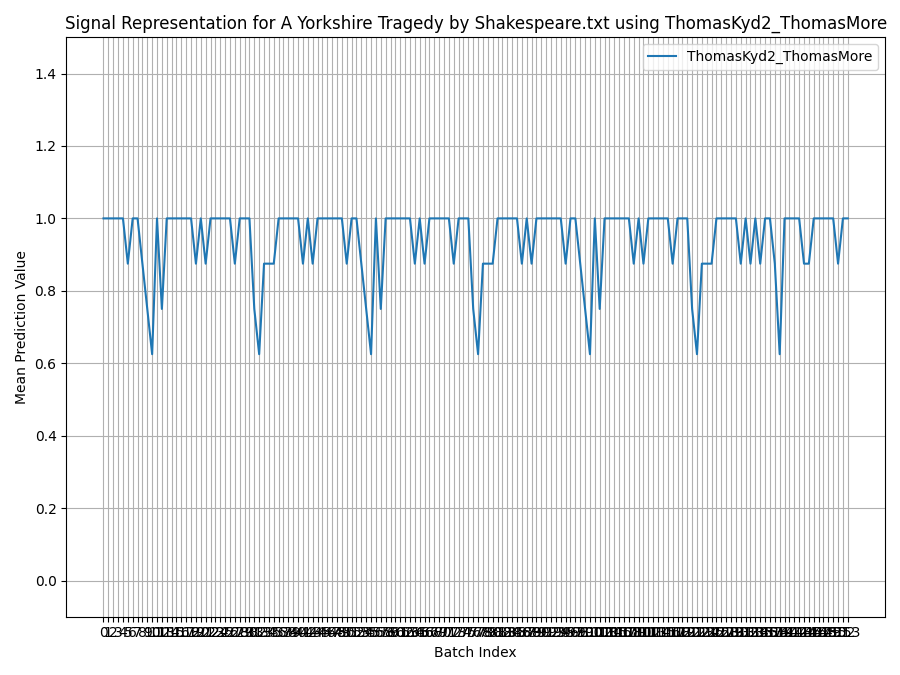 Signal Representation for A Yorkshire Tragedy by Shakespeare.txt using ThomasKyd2_ThomasMore
ThomasKyd2_ThomasMore
1.4
1.2
1.0
0.8
0.6
0.4
0.2
0.0
Mean Prediction Value
Batch Index